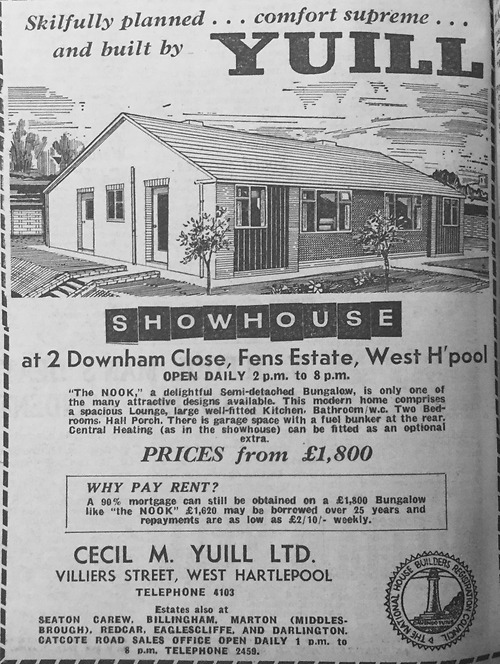 Skilfully planned . . . comfort supreme . . .
and built by YUILL
SHOWHOUSE
at 2 Downham Close, Fens Estate, West H'pool
OPEN DAILY 2 p.m. to 8 p.m.
"The NOOK," a delightful Semi-detached Bungalow, is only one of
the many attractive designs available. This modern home comprises
a spacious Lounge, large well-fitted Kitchen, Bathroom/w.c. Two Bed-
rooms, Hall Porch. There is garage space with a fuel bunker at the rear.
Central Heating (as in the showhouse) can be fitted as an optional
extra.
PRICES from £1,800
WHY PAY RENT?
A 90% mortgage can still be obtained on a £1,800 Bungalow
like "the NOOK" £1,620 may be borrowed over 25 years and
repayments are as low as £2/10/- weekly.
CECIL M. YUILL LTD.
VILLIERS STREET, WEST HARTLEPOOL
TELEPHONE 4103
Estates also at
SEATON CAREW, BILLINGHAM, MARTON (MIDDLES-
BROUGH), REDCAR, EAGLESCLIFFE, AND DARLINGTON.
CATCOTE ROAD SALES OFFICE OPEN DAILY 1 p.m. to
8 p.m. TELEPHONE 2459.
THE NATIONAL HOUSE BUILDERS REGISTRATION COUNCIL